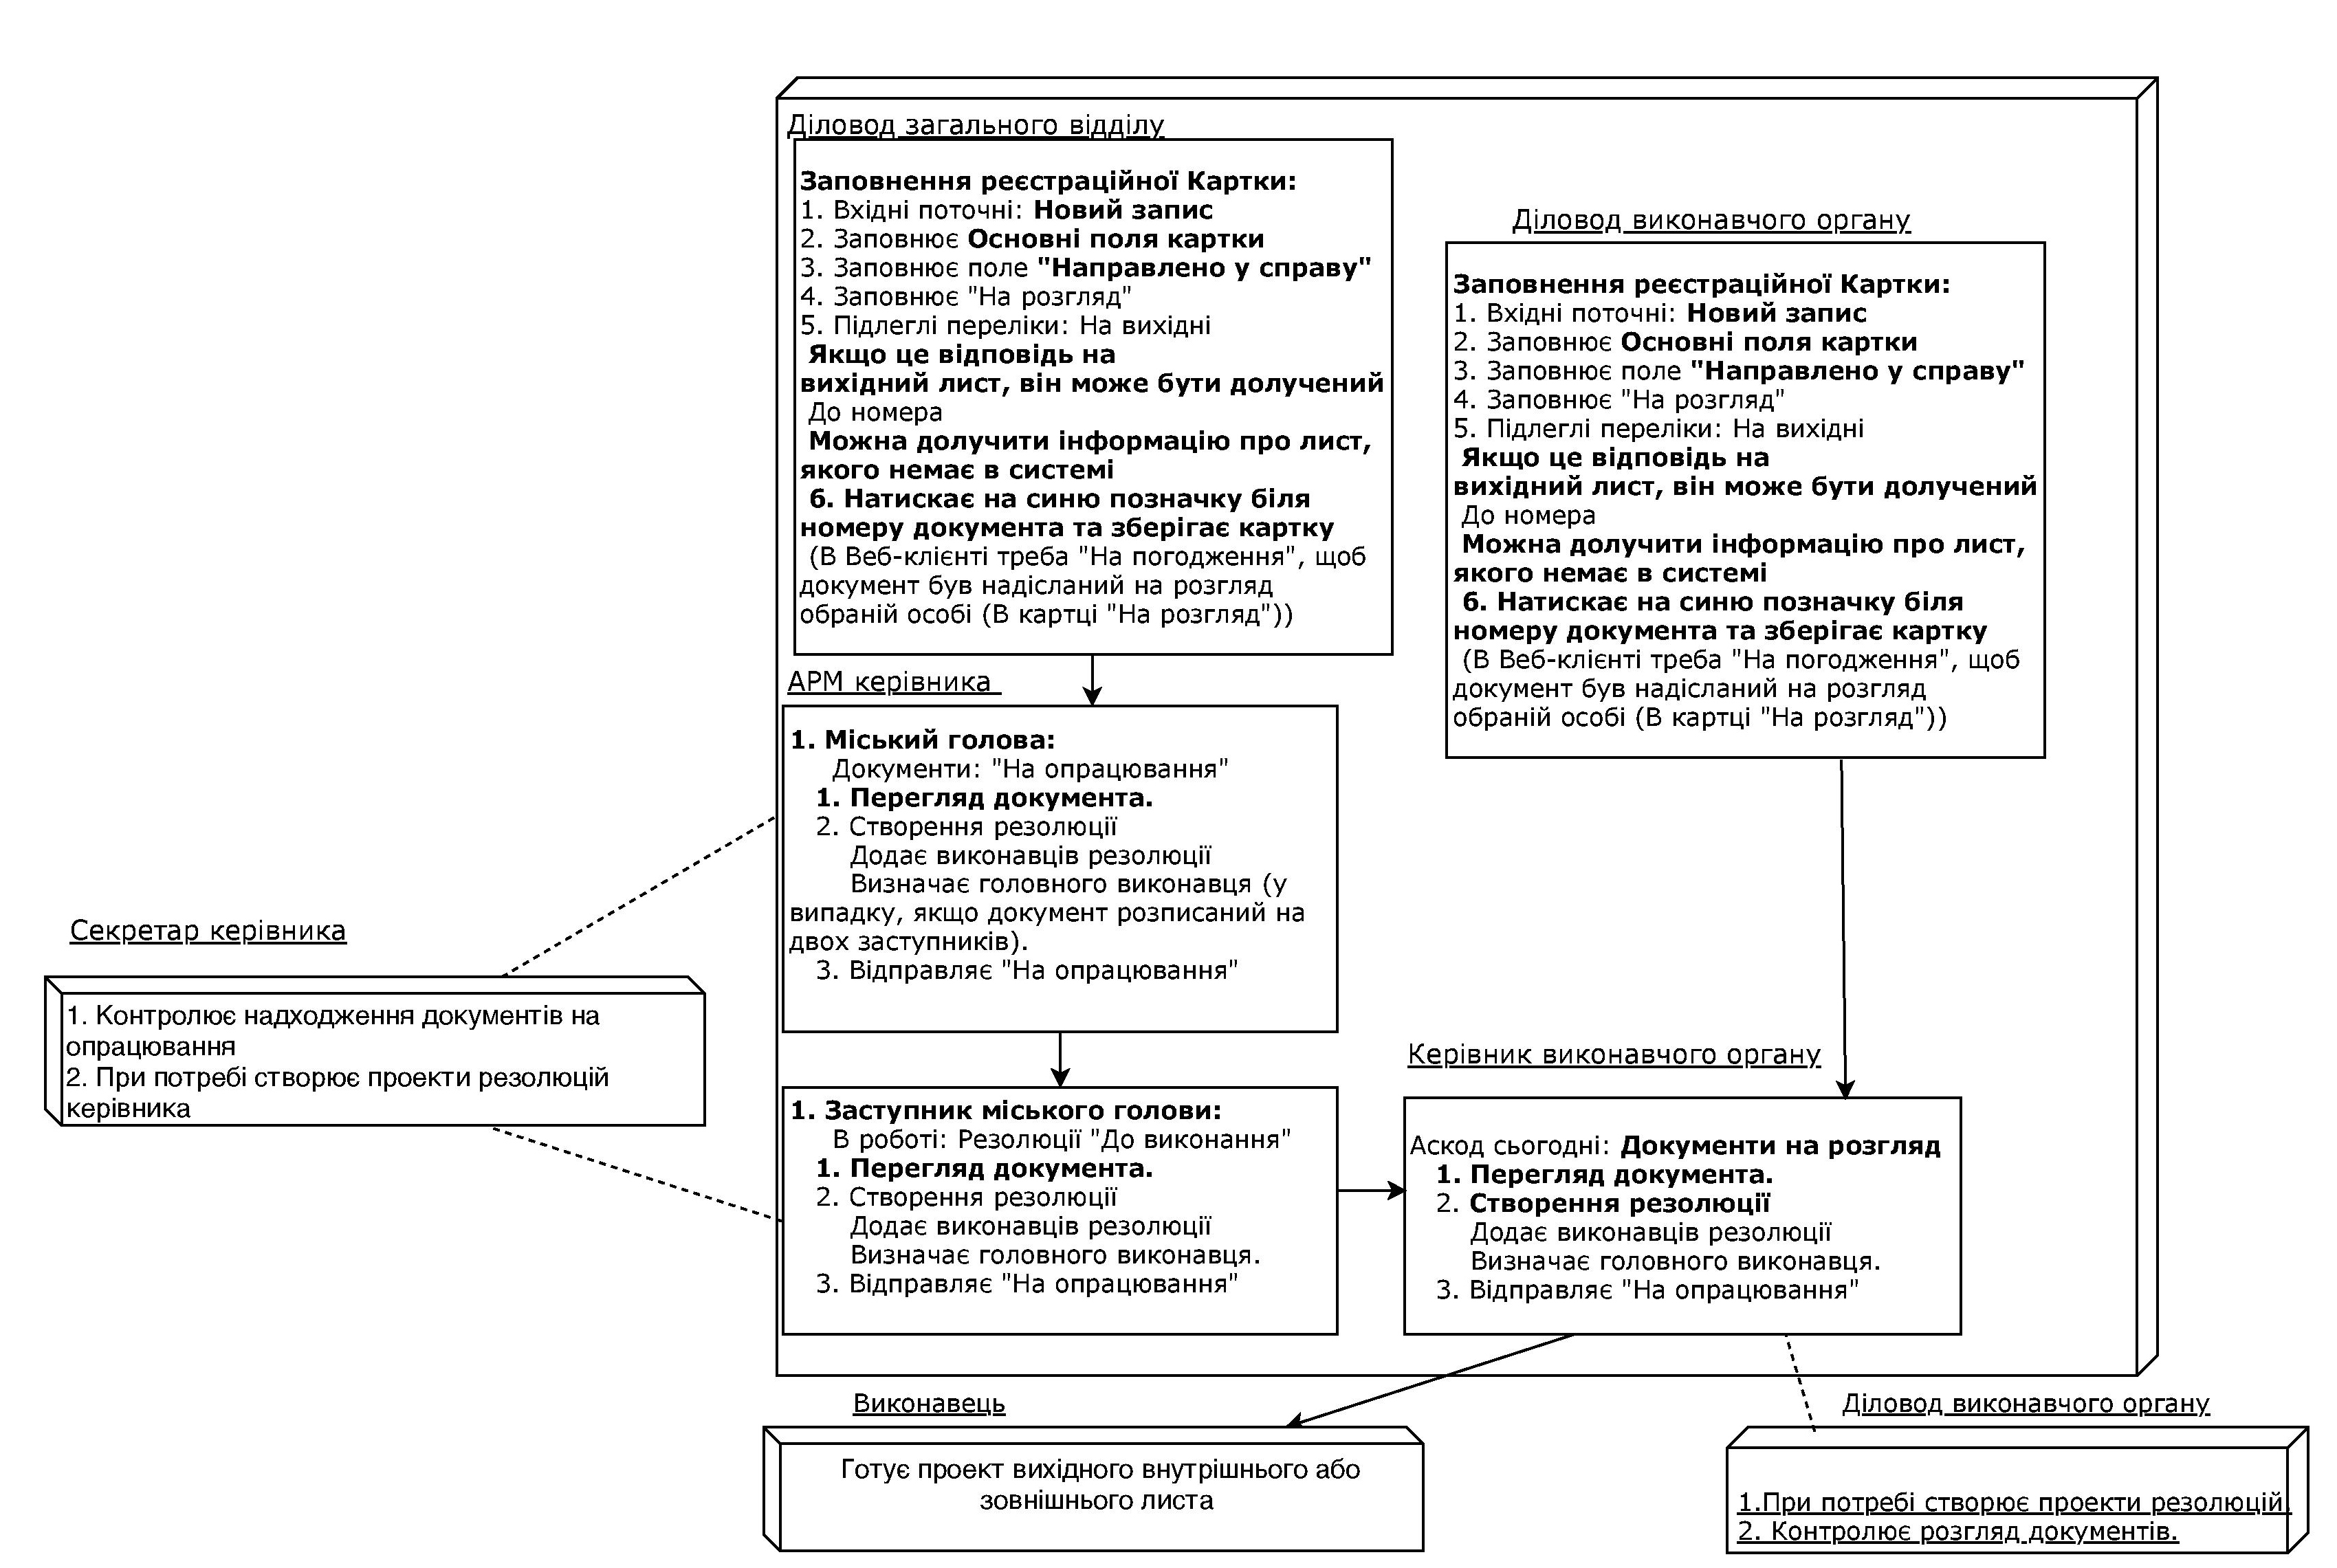 Діловод загального відділу
Заповнення реєстраційної Картки:
1. Вхідні поточні: Новий запис
2. Заповнює Основні поля картки
3. Заповнює поле "Направлено у справу"
4. Заповнює "На розгляд"
5. Підлеглі переліки: На вихідні
Якщо це відповідь на
вихідний лист, він може бути долучений
До номера
Можна долучити інформацію про лист,
якого немає в системі
6. Натискає на синю позначку біля
номеру документа та зберігає картку
(В Веб-клієнті треба "На погодження", щоб
документ був надісланий на розгляд
обраній особі (В картці "На розгляд"))
Діловод виконавчого органу
Заповнення реєстраційної Картки:
1. Вхідні поточні: Новий запис
2. Заповнює Основні поля картки
3. Заповнює поле "Направлено у справу"
4. Заповнює "На розгляд"
5. Підлеглі переліки: На вихідні
Якщо це відповідь на
вихідний лист, він може бути долучений
До номера
Можна долучити інформацію про лист,
якого немає в системі
6. Натискає на синю позначку біля
номеру документа та зберігає картку
(В Веб-клієнті треба "На погодження", щоб
документ був надісланий на розгляд
обраній особі (В картці "На розгляд"))
АРМ керівника
1. Міський голова:
Документи: "На опрацювання"
1. Перегляд документа.
2. Створення резолюції
Додає виконавців резолюції
Визначає головного виконавця (у
випадку, якщо документ розписаний на
двох заступників).
3. Відправляє "На опрацювання"
Секретар керівника
1. Контролює надходження документів на
опрацювання
2. При потребі створює проекти резолюцій
керівника
1. Заступник міського голови:
В роботі: Резолюції "До виконання"
1. Перегляд документа.
2. Створення резолюції
Додає виконавців резолюції
Визначає головного виконавця.
3. Відправляє "На опрацювання"
Керівник виконавчого органу
Аскод сьогодні: Документи на розгляд
1. Перегляд документа.
2. Створення резолюції
Додає виконавців резолюції
Визначає головного виконавця.
3. Відправляє "На опрацювання"
Виконавець
Готує проект вихідного внутрішнього або
зовнішнього листа
Діловод виконавчого органу
1.При потребі створює проекти резолюцій.
2. Контролює розгляд документів.